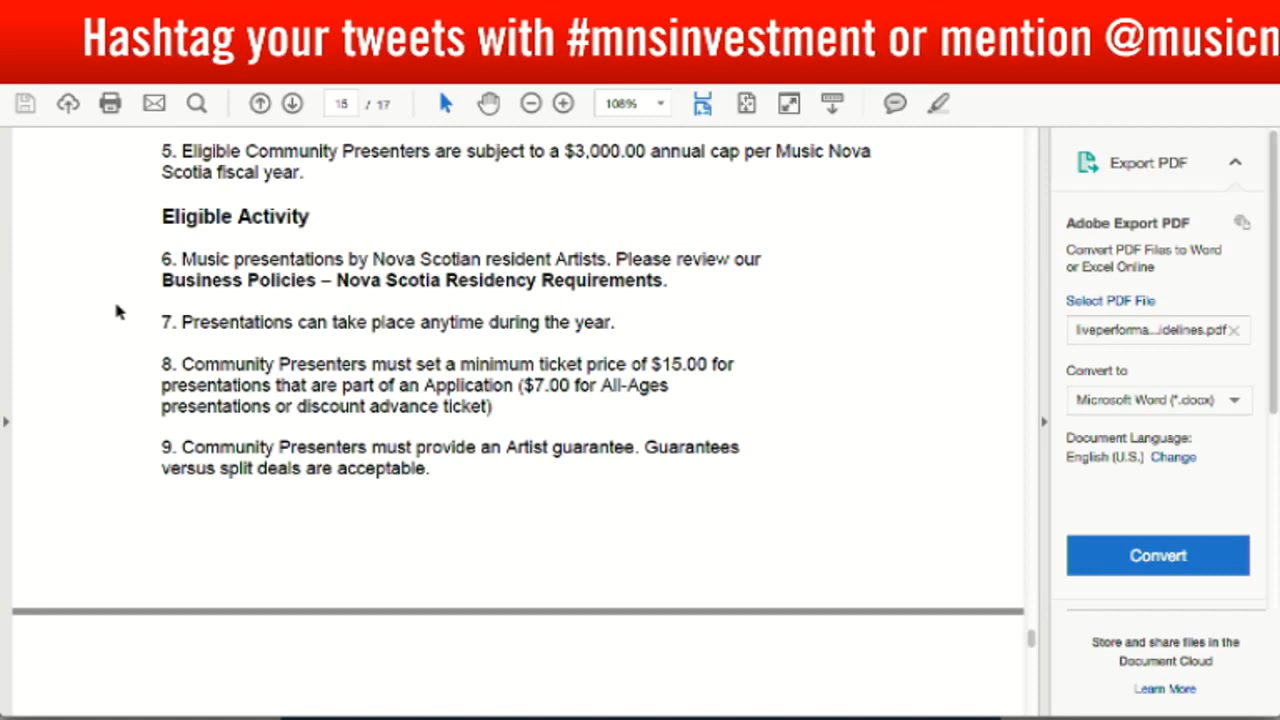 Hashtag your tweets with #mnsinvestment or mention @musicn
15 / 17
108%
5. Eligible Community Presenters are subject to a $3,000.00 annual cap per Music Nova
Scotia fiscal year.
Eligible Activity
6. Music presentations by Nova Scotian resident Artists. Please review our
Business Policies – Nova Scotia Residency Requirements.
7. Presentations can take place anytime during the year.
8. Community Presenters must set a minimum ticket price of $15.00 for
presentations that are part of an Application ($7.00 for All-Ages
presentations or discount advance ticket)
9. Community Presenters must provide an Artist guarantee. Guarantees
versus split deals are acceptable.
Export PDF
Adobe Export PDF
Convert PDF Files to Word
or Excel Online
Select PDF File
liveperforma...idelines.pdf
Convert to
Microsoft Word (*.docx)
Document Language:
English (U.S.) Change
Convert
Store and share files in the
Document Cloud
Learn More